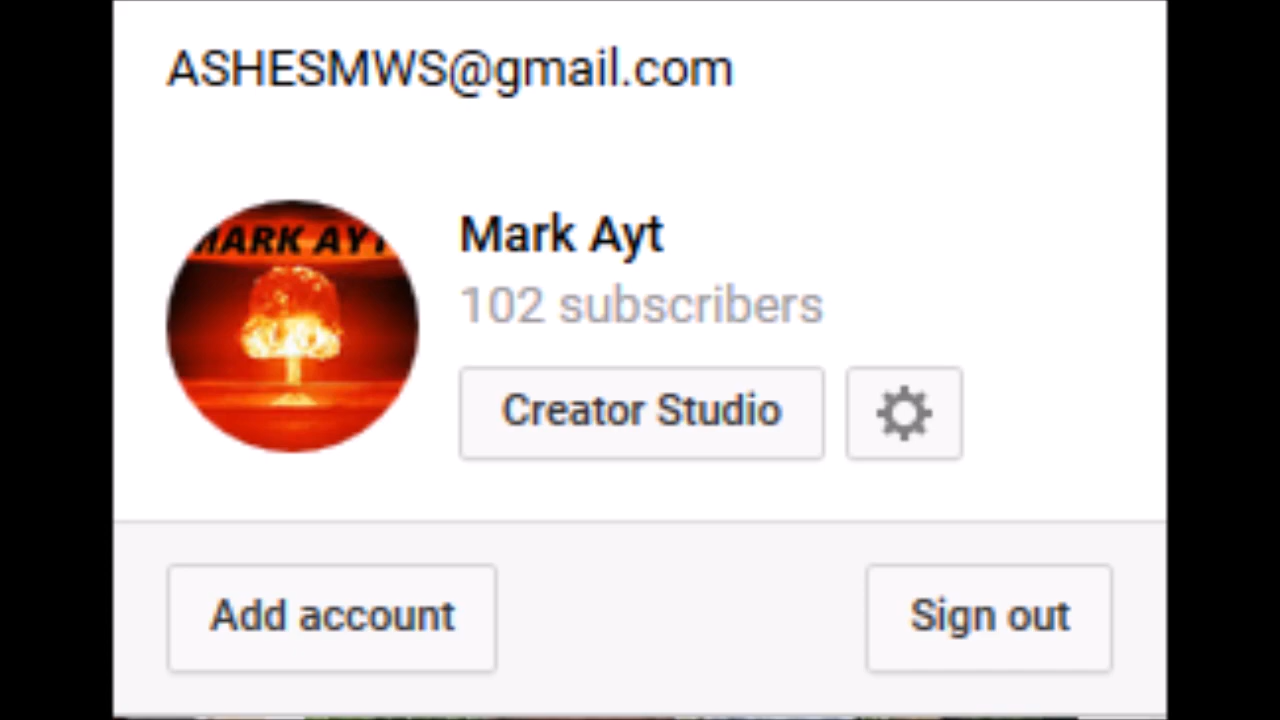 ASHESMWS@gmail.com
MARK AYT
Mark Ayt
102 subscribers
Creator Studio
Add account
Sign out